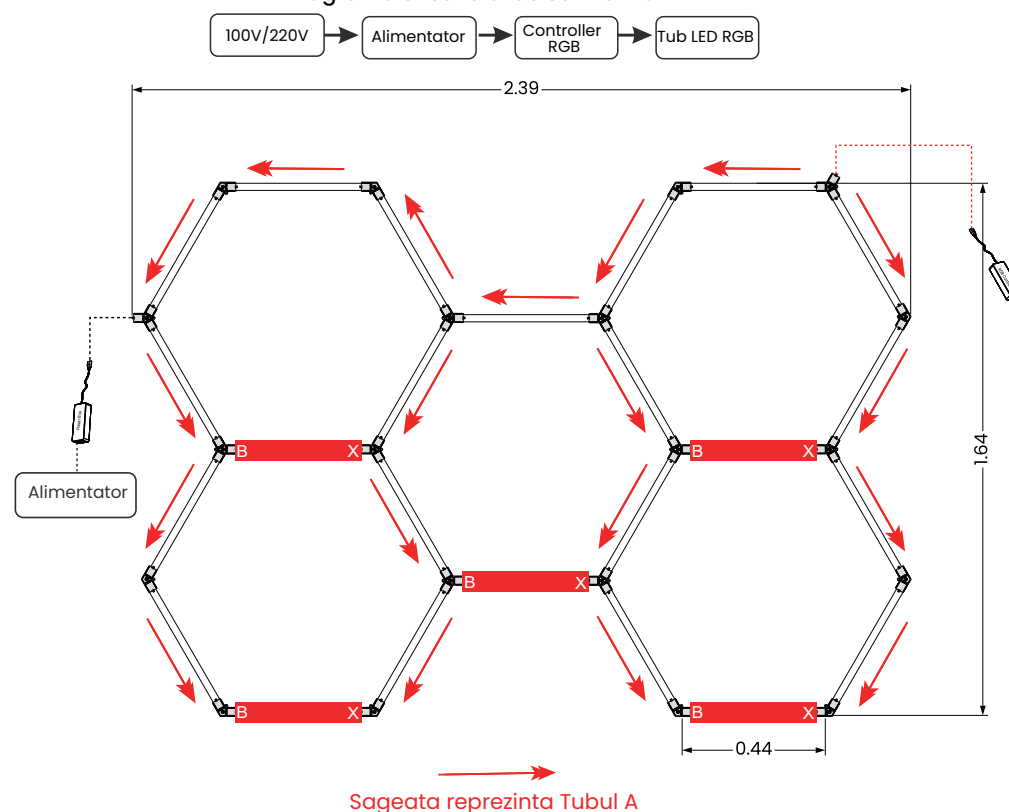 100V/220V
Alimentator
Controller
RGB
Tub LED RGB
2.39
1.64
B X
B X
Alimentator
B X
B X
B X
0.44
Sageata reprezinta Tubul A